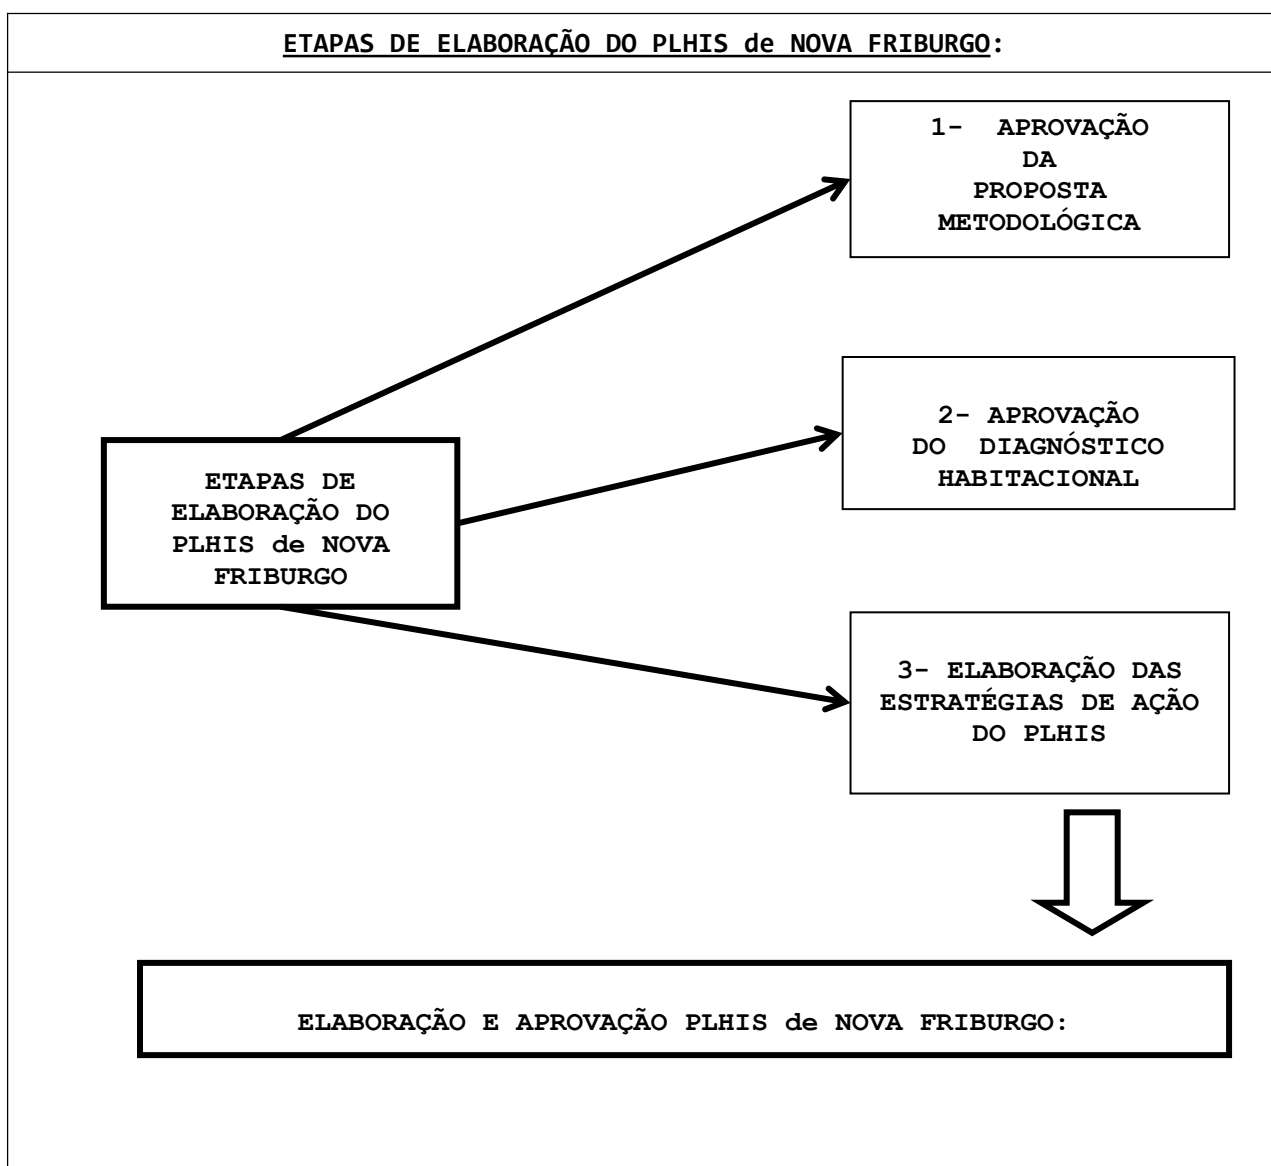 ETAPAS DE ELABORAÇÃO DO PLHIS de NOVA FRIBURGO:
1- APROVAÇÃO
DA
PROPOSTA
METODOLÓGICA
2- APROVAÇÃO
DO DIAGNÓSTICO
HABITACIONAL
ETAPAS DE
ELABORAÇÃO DO
PLHIS de NOVA
FRIBURGO
3- ELABORAÇÃO DAS
ESTRATÉGIAS DE AÇÃO
DO PLHIS
ELABORAÇÃO E APROVAÇÃO PLHIS de NOVA FRIBURGO: